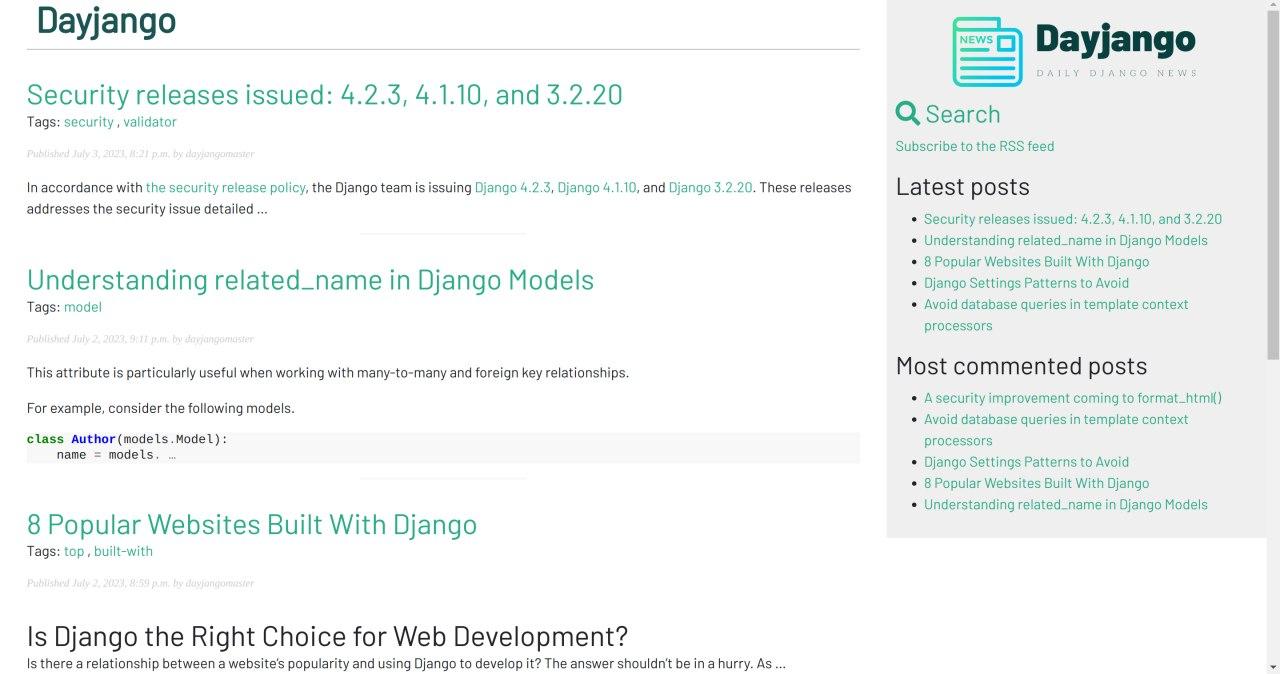 Dayjango
Security releases issued: 4.2.3, 4.1.10, and 3.2.20
Tags: security , validator
Published July 3, 2023, 8:21 p.m. by dayjangomaster
In accordance with the security release policy, the Django team is issuing Django 4.2.3, Django 4.1.10, and Django 3.2.20. These releases
addresses the security issue detailed ...
Understanding related_name in Django Models
Tags: model
Published July 2, 2023, 9:11 p.m. by dayjangomaster
This attribute is particularly useful when working with many-to-many and foreign key relationships.
For example, consider the following models.
class Author(models.Model):
    name = models. …
8 Popular Websites Built With Django
Tags: top , built-with
Published July 2, 2023, 8:59 p.m. by dayjangomaster
Is Django the Right Choice for Web Development?
Is there a relationship between a website's popularity and using Django to develop it? The answer shouldn't be in a hurry. As ...
NEWS
Dayjango
DAILY DJANGO NEWS
Search
Subscribe to the RSS feed
Latest posts
Security releases issued: 4.2.3, 4.1.10, and 3.2.20
Understanding related_name in Django Models
8 Popular Websites Built With Django
Django Settings Patterns to Avoid
Avoid database queries in template context
processors
Most commented posts
A security improvement coming to format_html()
Avoid database queries in template context
processors
Django Settings Patterns to Avoid
8 Popular Websites Built With Django
Understanding related_name in Django Models